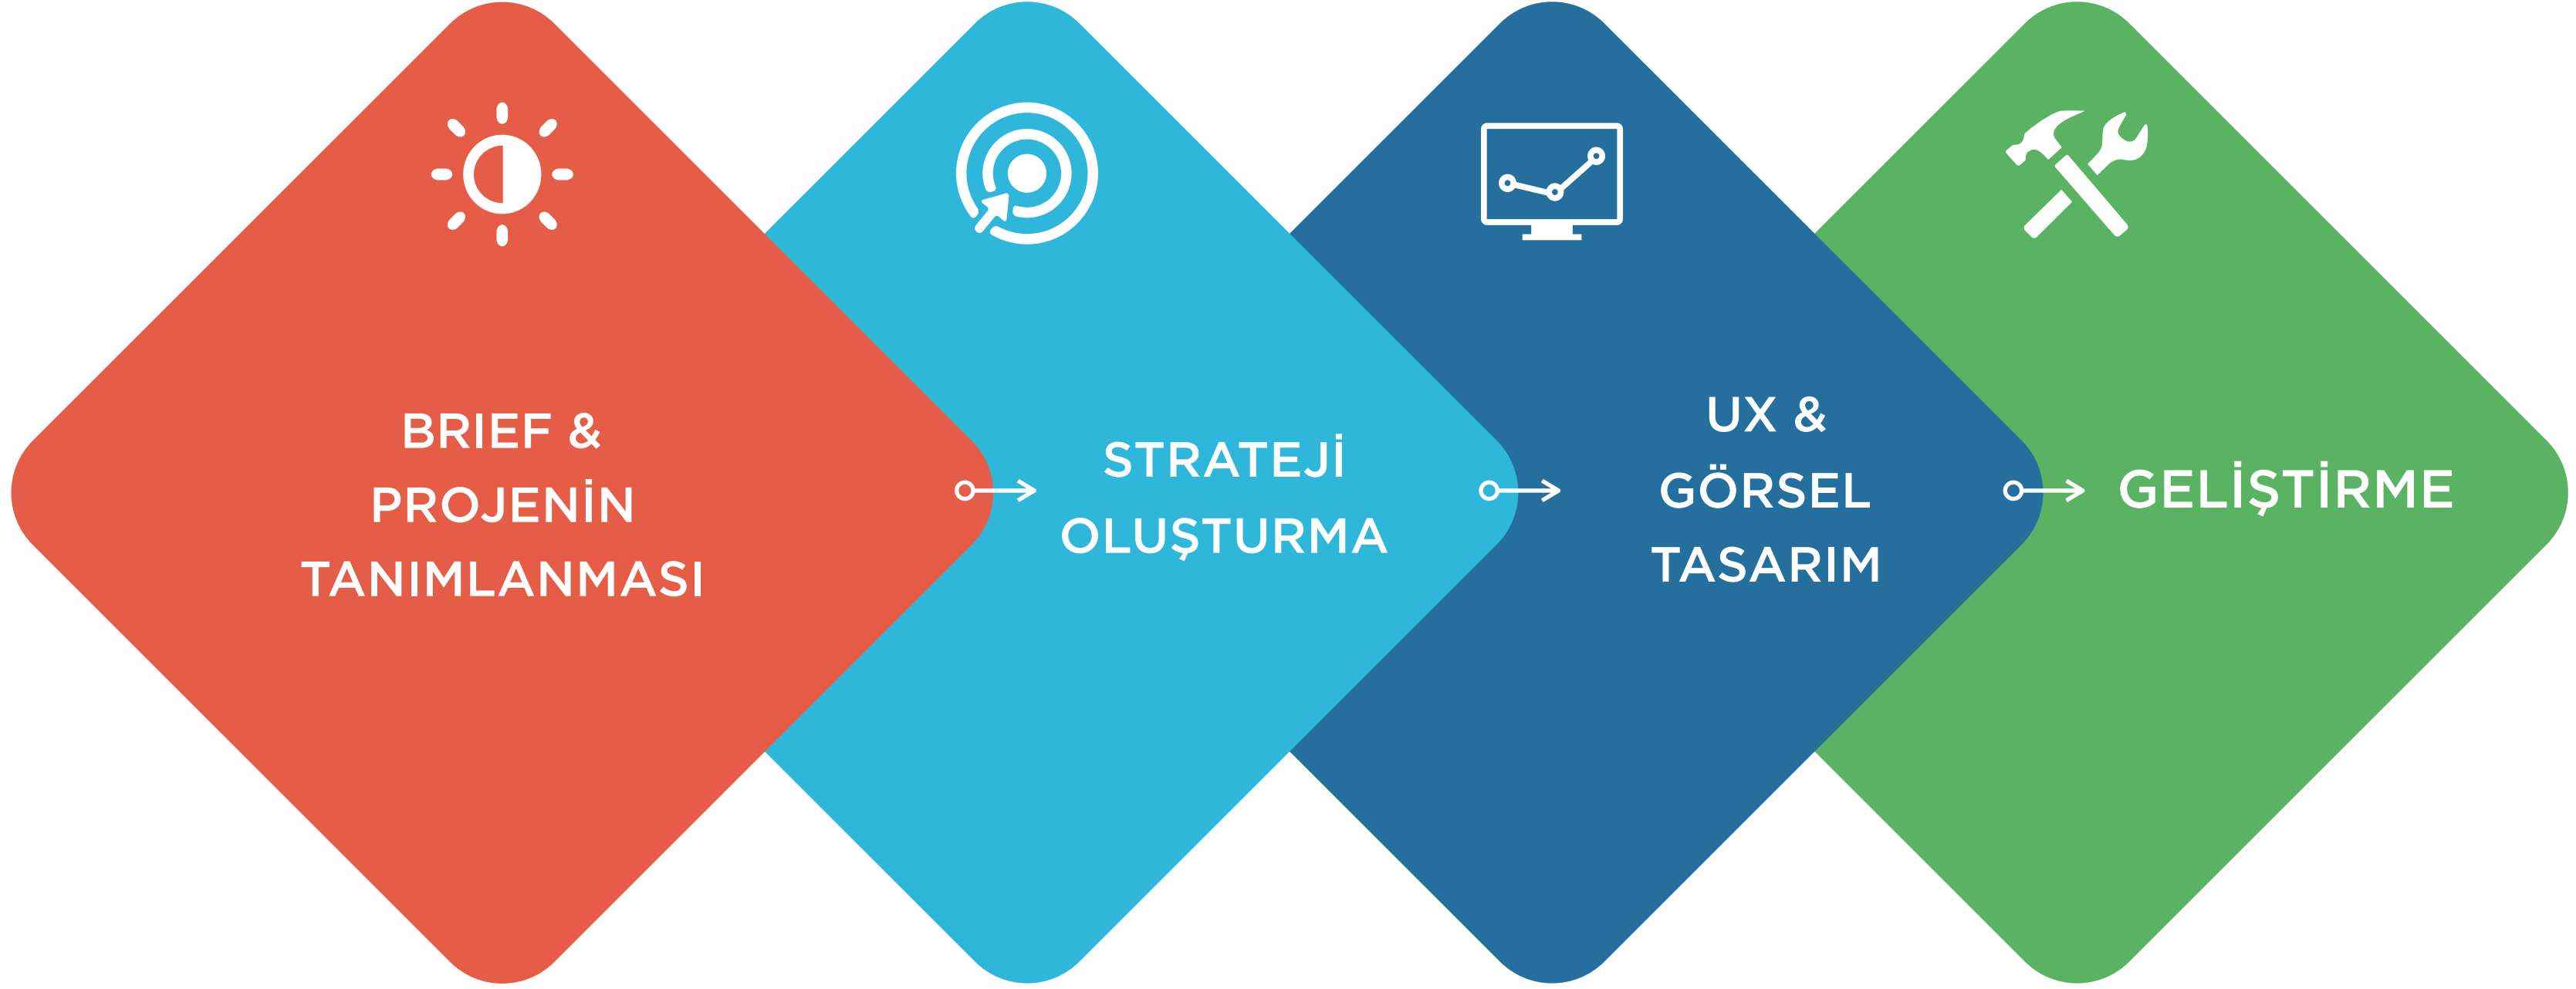 BRIEF &
PROJENİN
TANIMLANMASI
STRATEJİ
OLUŞTURMA
UX &
GÖRSEL
TASARIM
GELİŞTİRME